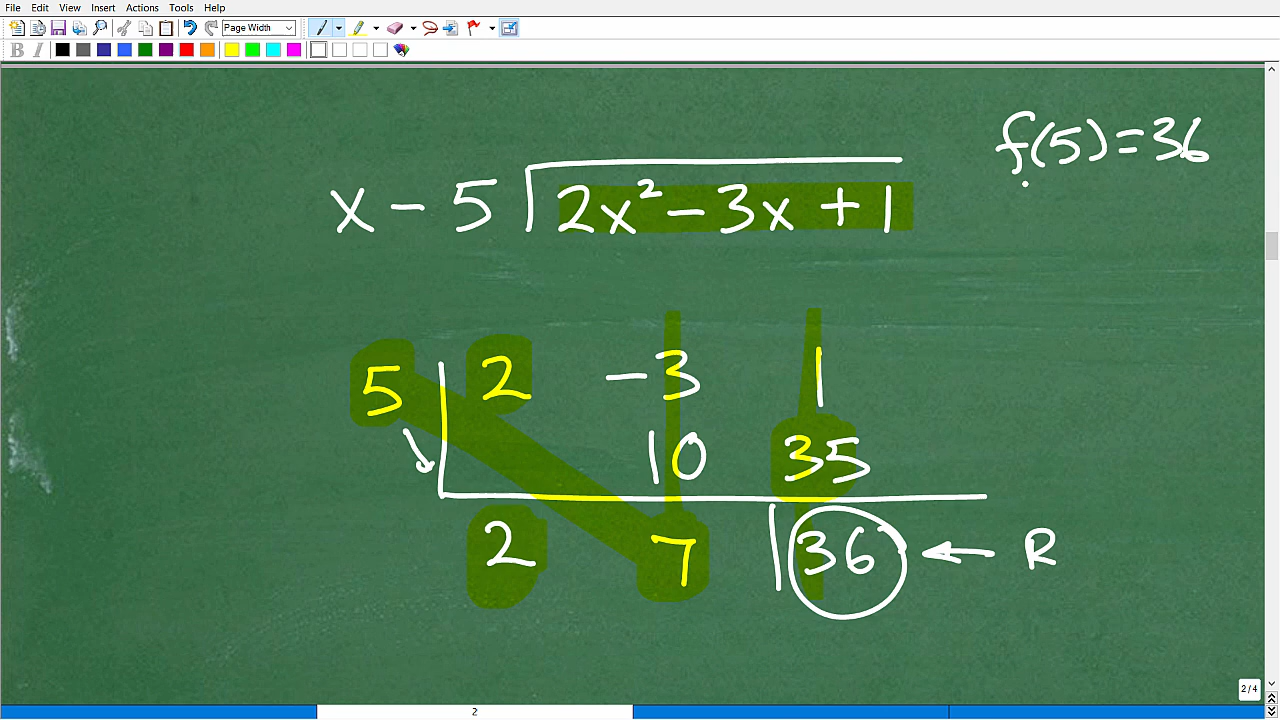 File Edit View Insert Actions Tools Help
Page Width
B I
f(5)=36
x - 5 2x² - 3x + 1
5 2 -3 1
10 35
2 7 36 ← R
2/4
2